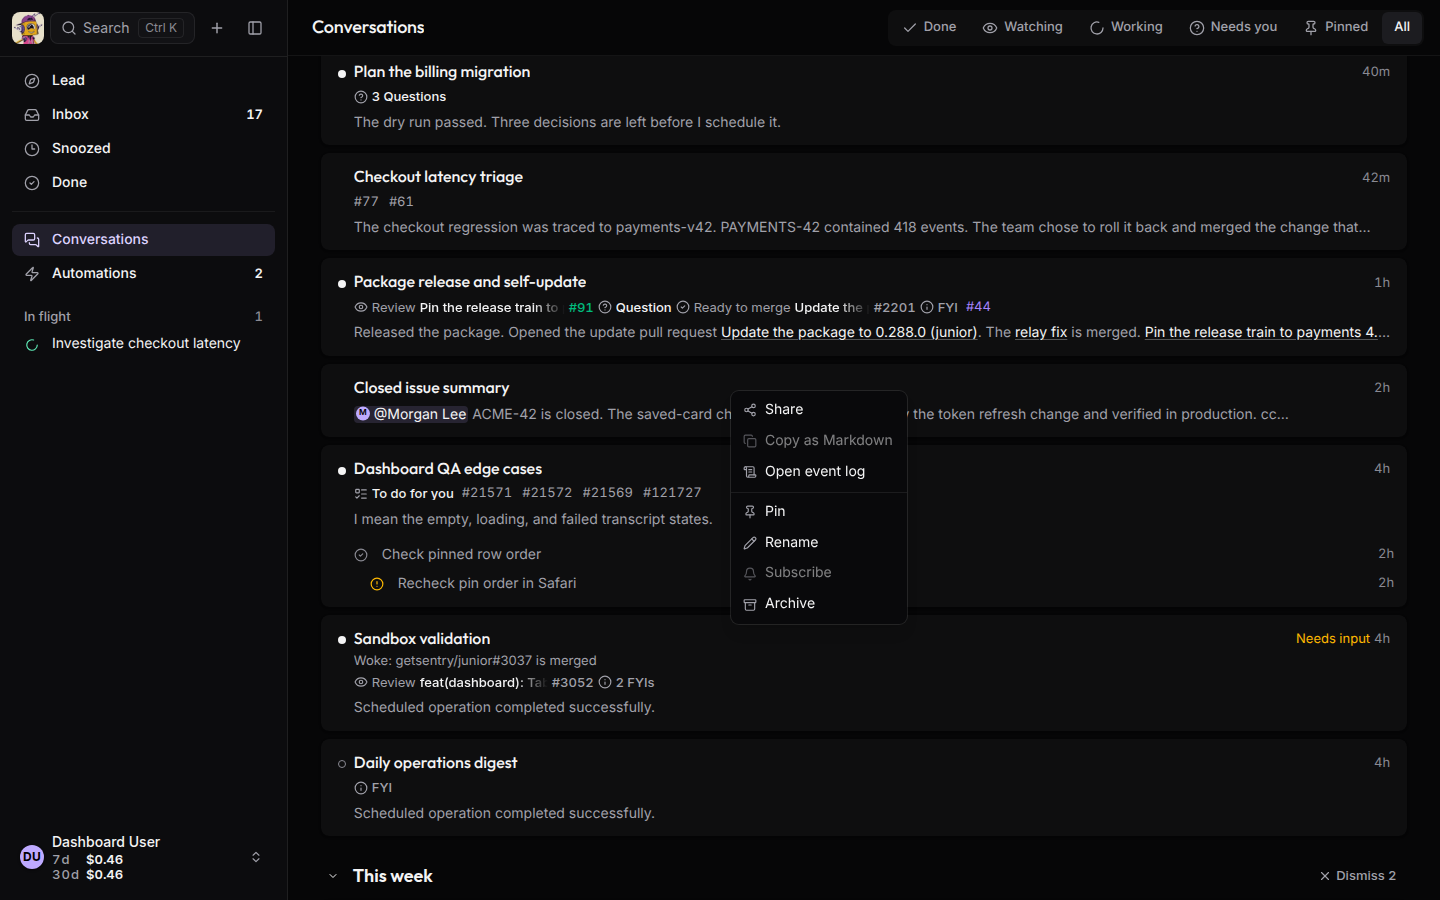 Search Ctrl K
Lead
Inbox 17
Snoozed
Done
Conversations
Automations 2
In flight 1
Investigate checkout latency
Dashboard User
DU
7d $0.46
30d $0.46
Conversations
Done Watching Working Needs you Pinned All
Plan the billing migration 40m
3 Questions
The dry run passed. Three decisions are left before I schedule it.
Checkout latency triage 42m
#77 #61
The checkout regression was traced to payments-v42. PAYMENTS-42 contained 418 events. The team chose to roll it back and merged the change that...
Package release and self-update 1h
Review Pin the release train to #91 Question Ready to merge Update the #2201 FYI #44
Released the package. Opened the update pull request Update the package to 0.288.0 (junior). The relay fix is merged. Pin the release train to payments 4....
Closed issue summary 2h
M @Morgan Lee ACME-42 is closed. The saved-card ch y the token refresh change and verified in production. cc...
Share
Copy as Markdown
Open event log
Pin
Rename
Subscribe
Archive
Dashboard QA edge cases 4h
To do for you #21571 #21572 #21569 #121727
I mean the empty, loading, and failed transcript states.
Check pinned row order 2h
Recheck pin order in Safari 2h
Sandbox validation Needs input 4h
Woke: getsentry/junior#3037 is merged
Review feat(dashboard): Tal #3052 2 FYIs
Scheduled operation completed successfully.
Daily operations digest 4h
FYI
Scheduled operation completed successfully.
This week Dismiss 2